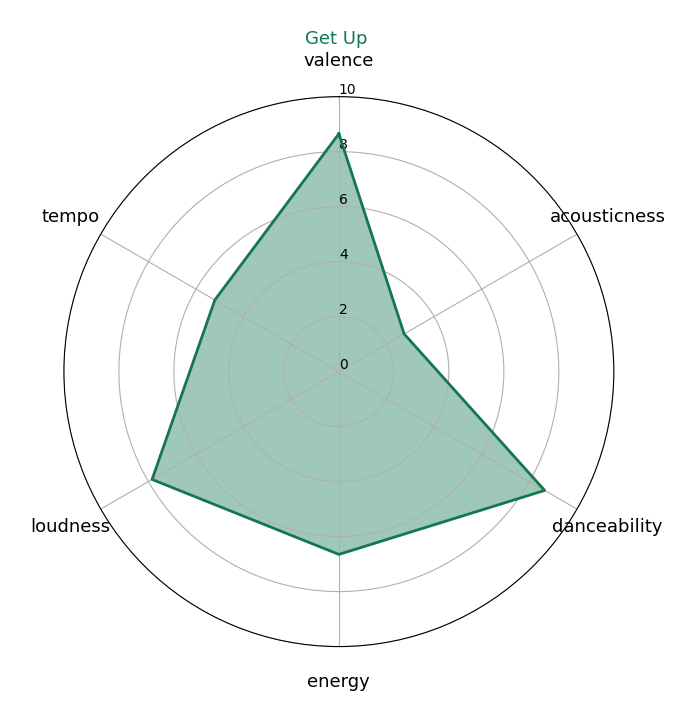 Get Up
valence
10
8
6
4
2
0
tempo
acousticness
loudness
danceability
energy